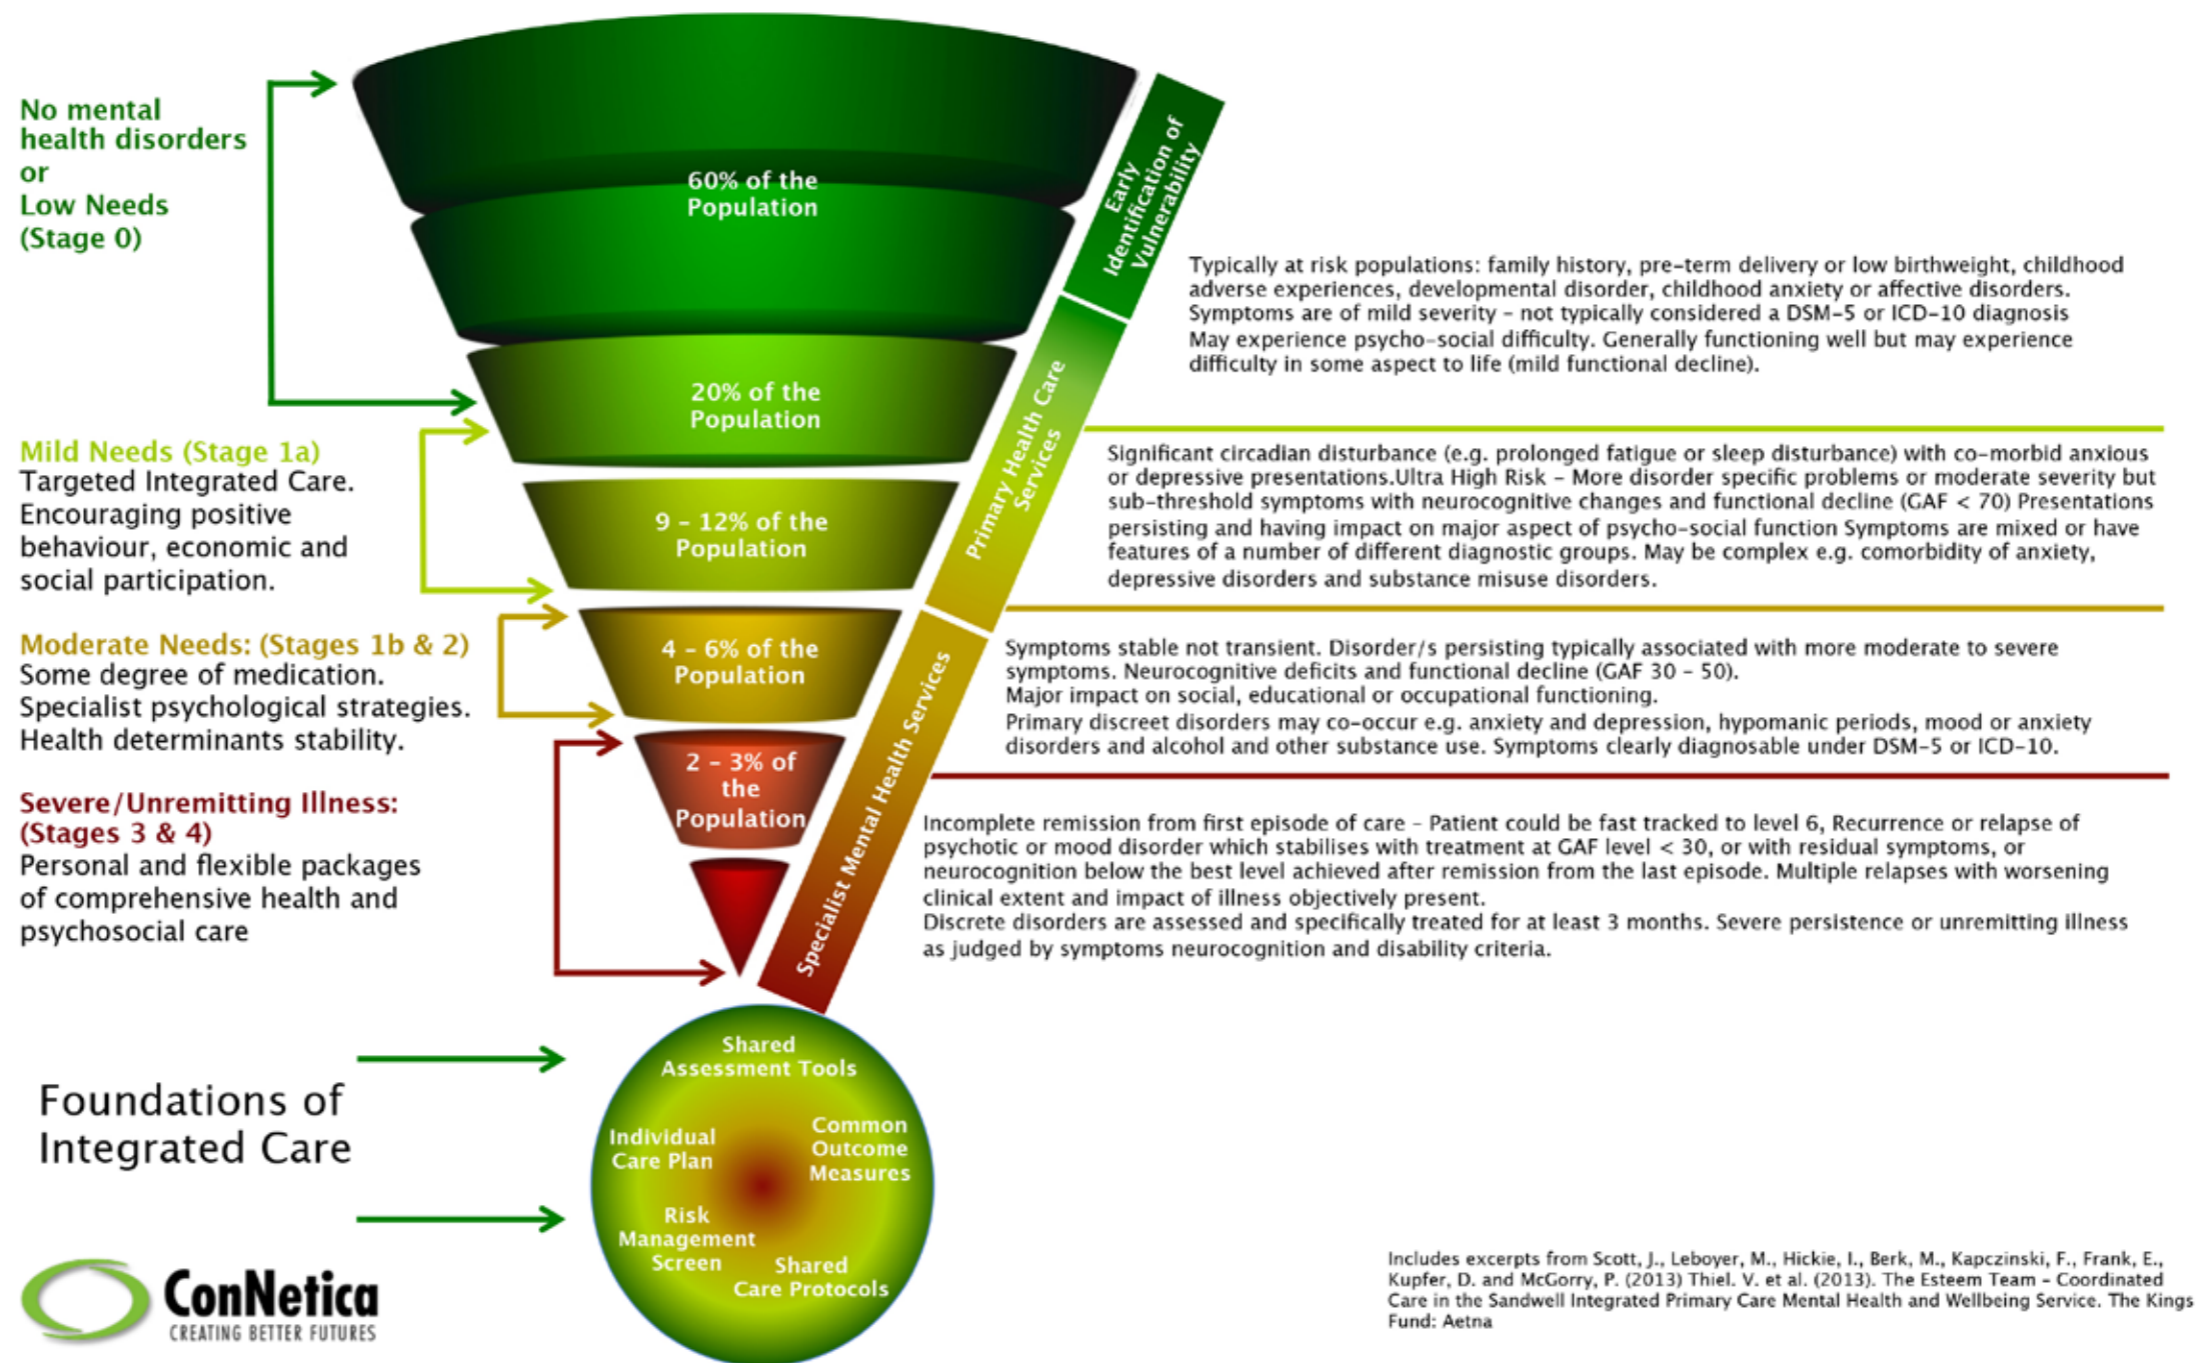 No mental
health disorders
or
Low Needs
(Stage 0)
Mild Needs (Stage 1a)
Targeted Integrated Care.
Encouraging positive
behaviour, economic and
social participation.
Moderate Needs: (Stages 1b & 2)
Some degree of medication.
Specialist psychological strategies.
Health determinants stability.
Severe/Unremitting Illness:
(Stages 3 & 4)
Personal and flexible packages
of comprehensive health and
psychosocial care
60% of the
Population
20% of the
Population
9 – 12% of the
Population
4 – 6% of the
Population
2 – 3% of
the
Population
Early
Identification of
Vulnerability
Primary Health Care
Services
Specialist Mental Health Services
Typically at risk populations: family history, pre-term delivery or low birthweight, childhood
adverse experiences, developmental disorder, childhood anxiety or affective disorders.
Symptoms are of mild severity – not typically considered a DSM-5 or ICD-10 diagnosis
May experience psycho-social difficulty. Generally functioning well but may experience
difficulty in some aspect to life (mild functional decline).
Significant circadian disturbance (e.g. prolonged fatigue or sleep disturbance) with co-morbid anxious
or depressive presentations.Ultra High Risk – More disorder specific problems or moderate severity but
sub-threshold symptoms with neurocognitive changes and functional decline (GAF < 70) Presentations
persisting and having impact on major aspect of psycho-social function Symptoms are mixed or have
features of a number of different diagnostic groups. May be complex e.g. comorbidity of anxiety,
depressive disorders and substance misuse disorders.
Symptoms stable not transient. Disorder/s persisting typically associated with more moderate to severe
symptoms. Neurocognitive deficits and functional decline (GAF 30 – 50).
Major impact on social, educational or occupational functioning.
Primary discreet disorders may co-occur e.g. anxiety and depression, hypomanic periods, mood or anxiety
disorders and alcohol and other substance use. Symptoms clearly diagnosable under DSM-5 or ICD-10.
Incomplete remission from first episode of care – Patient could be fast tracked to level 6, Recurrence or relapse of
psychotic or mood disorder which stabilises with treatment at GAF level < 30, or with residual symptoms, or
neurocognition below the best level achieved after remission from the last episode. Multiple relapses with worsening
clinical extent and impact of illness objectively present.
Discrete disorders are assessed and specifically treated for at least 3 months. Severe persistence or unremitting illness
as judged by symptoms neurocognition and disability criteria.
Foundations of
Integrated Care
Shared
Assessment Tools
Common
Outcome
Measures
Individual
Care Plan
Risk
Management
Screen
Shared
Care Protocols
ConNetica
CREATING BETTER FUTURES
Includes excerpts from Scott, J., Leboyer, M., Hickie, I., Berk, M., Kapczinski, F., Frank, E.,
Kupfer, D. and McGorry, P. (2013) Thiel. V. et al. (2013). The Esteem Team – Coordinated
Care in the Sandwell Integrated Primary Care Mental Health and Wellbeing Service. The Kings
Fund: Aetna